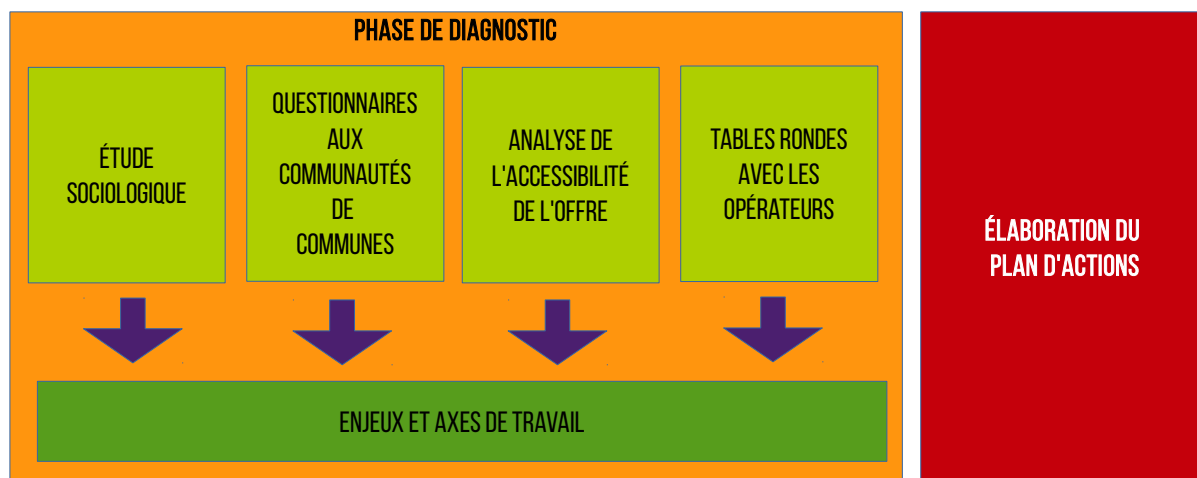 PHASE DE DIAGNOSTIC
ÉTUDE
SOCIOLOGIQUE
QUESTIONNAIRES
AUX
COMMUNAUTÉS
DE
COMMUNES
ANALYSE DE
L'ACCESSIBILITÉ
DE L'OFFRE
TABLES RONDES
AVEC LES
OPÉRATEURS
ENJEUX ET AXES DE TRAVAIL
ÉLABORATION DU
PLAN D'ACTIONS